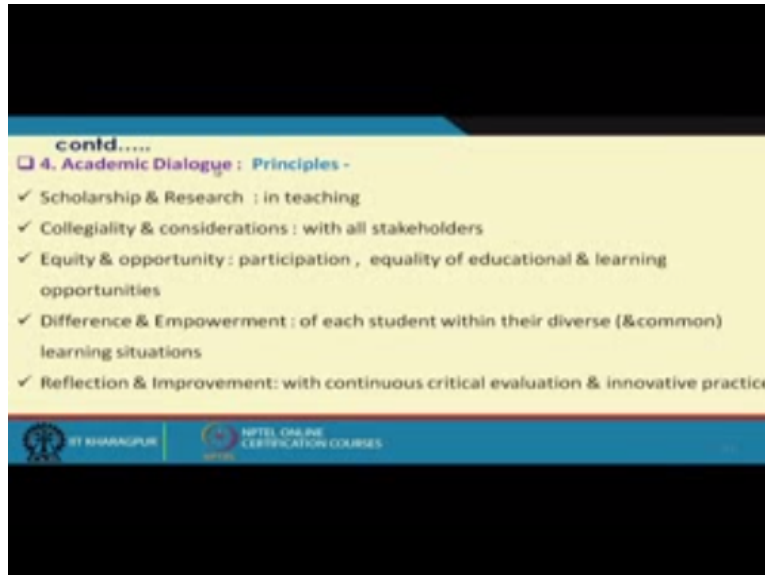 contd.....
4. Academic Dialogue : Principles -
✓ Scholarship & Research : in teaching
✓ Collegiality & considerations : with all stakeholders
✓ Equity & opportunity : participation , equality of educational & learning
opportunities
✓ Difference & Empowerment : of each student within their diverse (&common)
learning situations
✓ Reflection & Improvement: with continuous critical evaluation & innovative practice
IIT KHARAGPUR
NPTEL
NPTEL ONLINE
CERTIFICATION COURSES